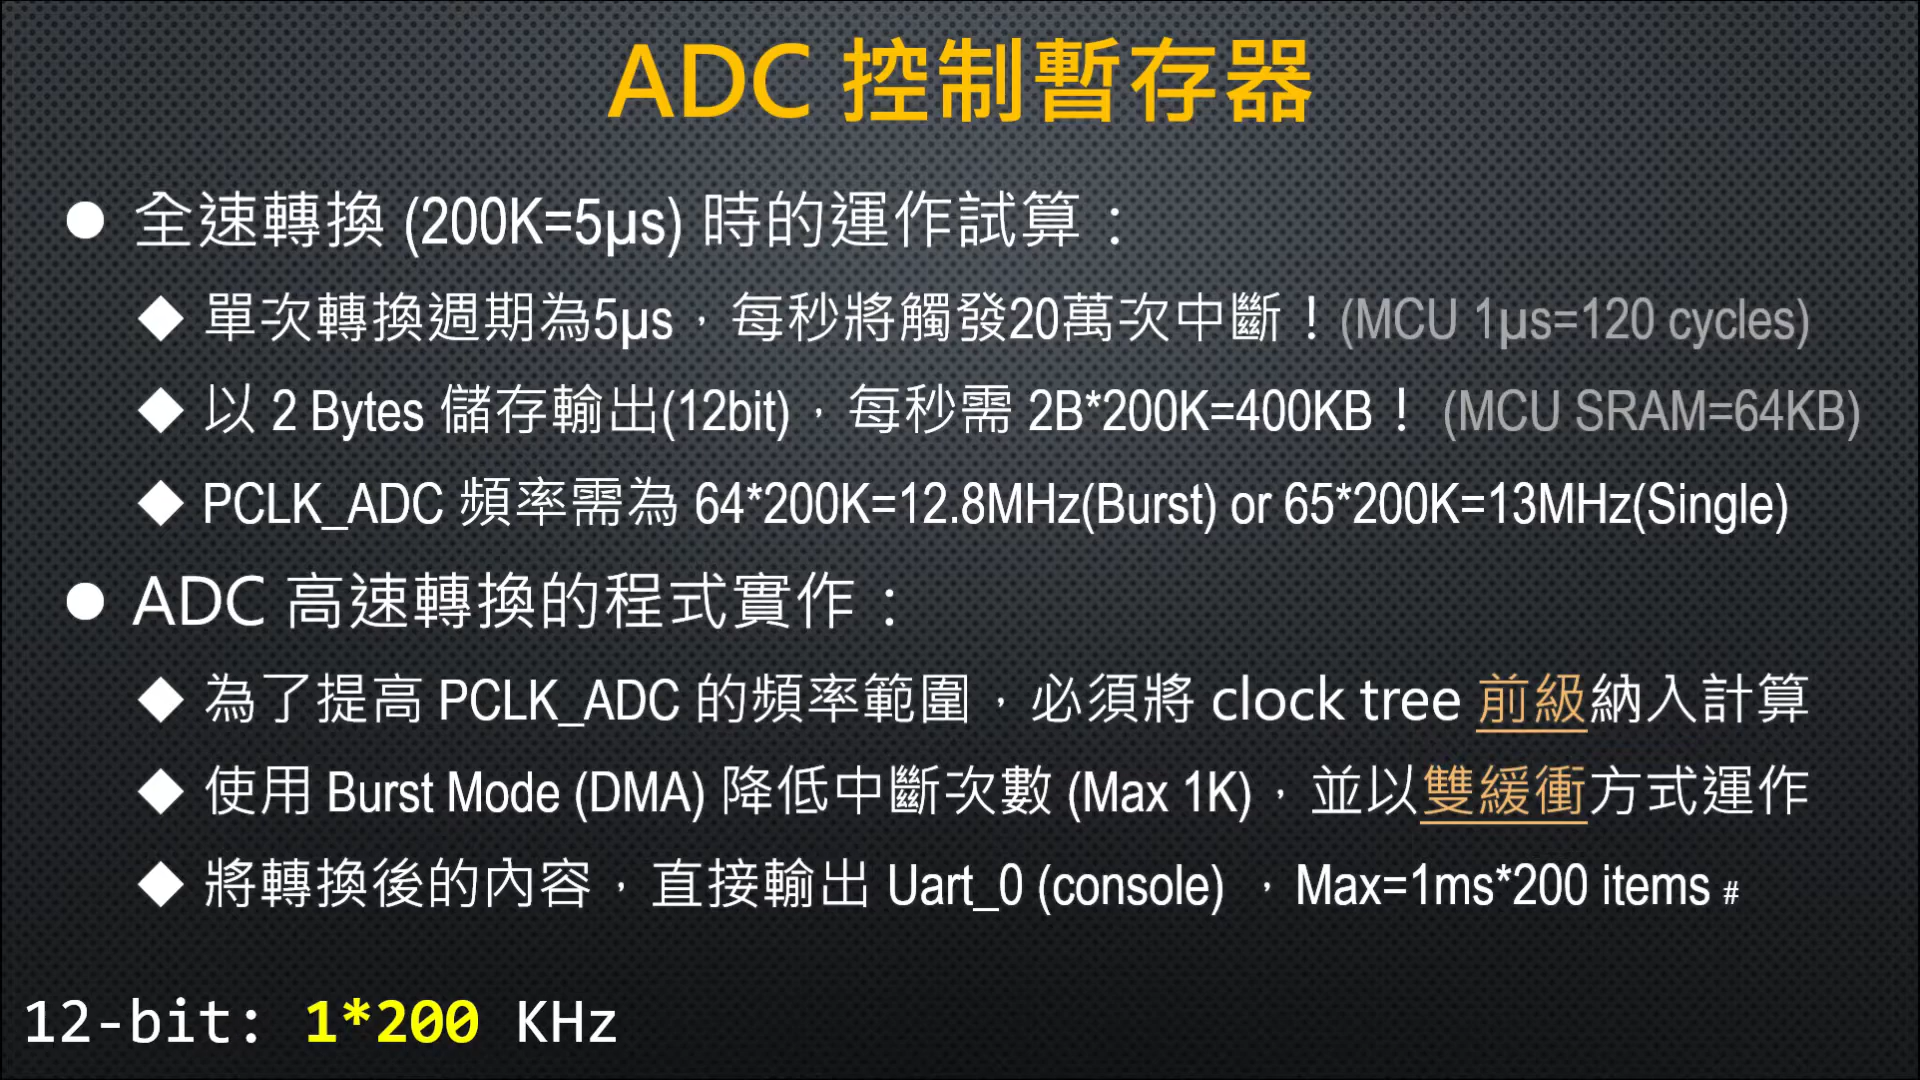 ADC 控制暫存器
● 全速轉換 (200K=5μs) 時的運作試算：
◆ 單次轉換週期為5μs，每秒將觸發20萬次中斷！(MCU 1μs=120 cycles)
◆ 以 2 Bytes 儲存輸出(12bit)，每秒需 2B*200K=400KB！ (MCU SRAM=64KB)
◆ PCLK_ADC 頻率需為 64*200K=12.8MHz(Burst) or 65*200K=13MHz(Single)
● ADC 高速轉換的程式實作：
◆ 為了提高 PCLK_ADC 的頻率範圍，必須將 clock tree 前級納入計算
◆ 使用 Burst Mode (DMA) 降低中斷次數 (Max 1K)，並以雙緩衝方式運作
◆ 將轉換後的內容，直接輸出 Uart_0 (console) ，Max=1ms*200 items #
12-bit: 1*200 KHz